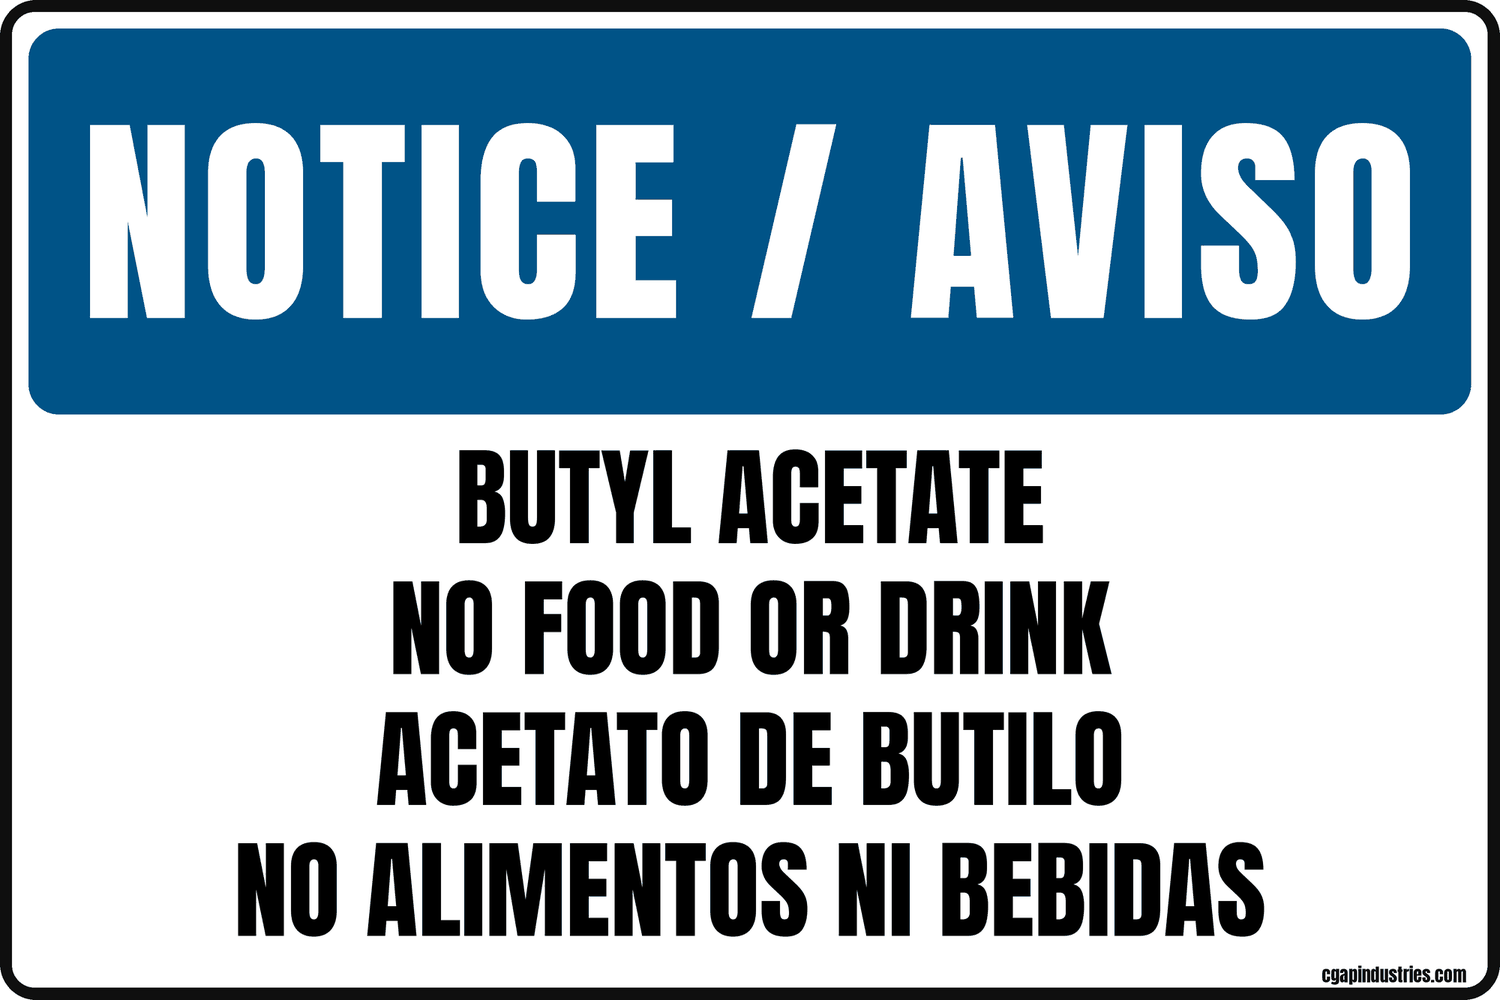 NOTICE / AVISO
BUTYL ACETATE
NO FOOD OR DRINK
ACETATO DE BUTILO
NO ALIMENTOS NI BEBIDAS
cgapindustries.com